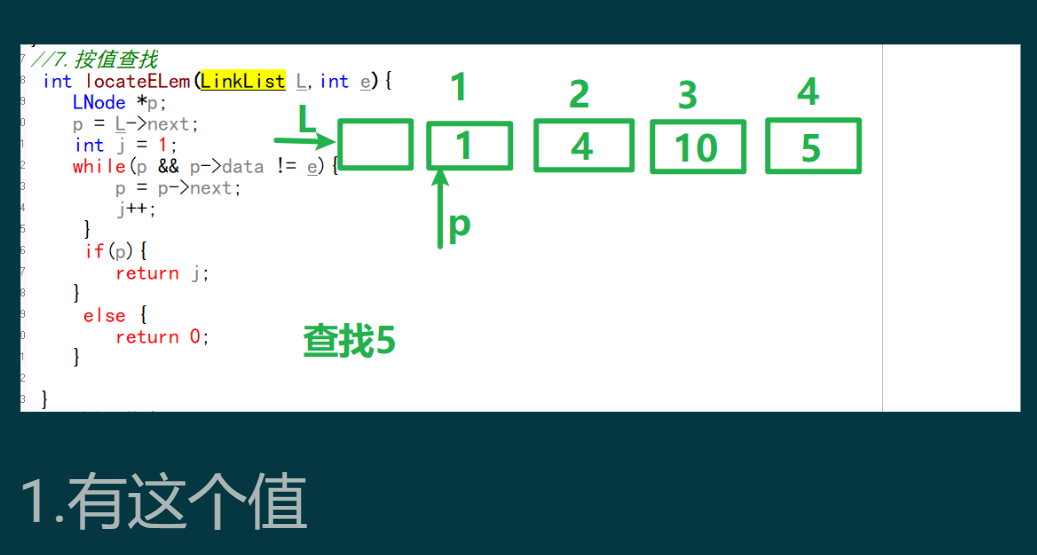 //7. 按值查找
int locateELem(LinkList L,int e){
LNode *p;
p = L->next;
int j = 1;
while(p && p->data != e){
p = p->next;
j++;
}
if(p){
return j;
}
else {
return 0;
}
}
1 2 3 4
L
1 4 10 5
p
查找5
1.有这个值